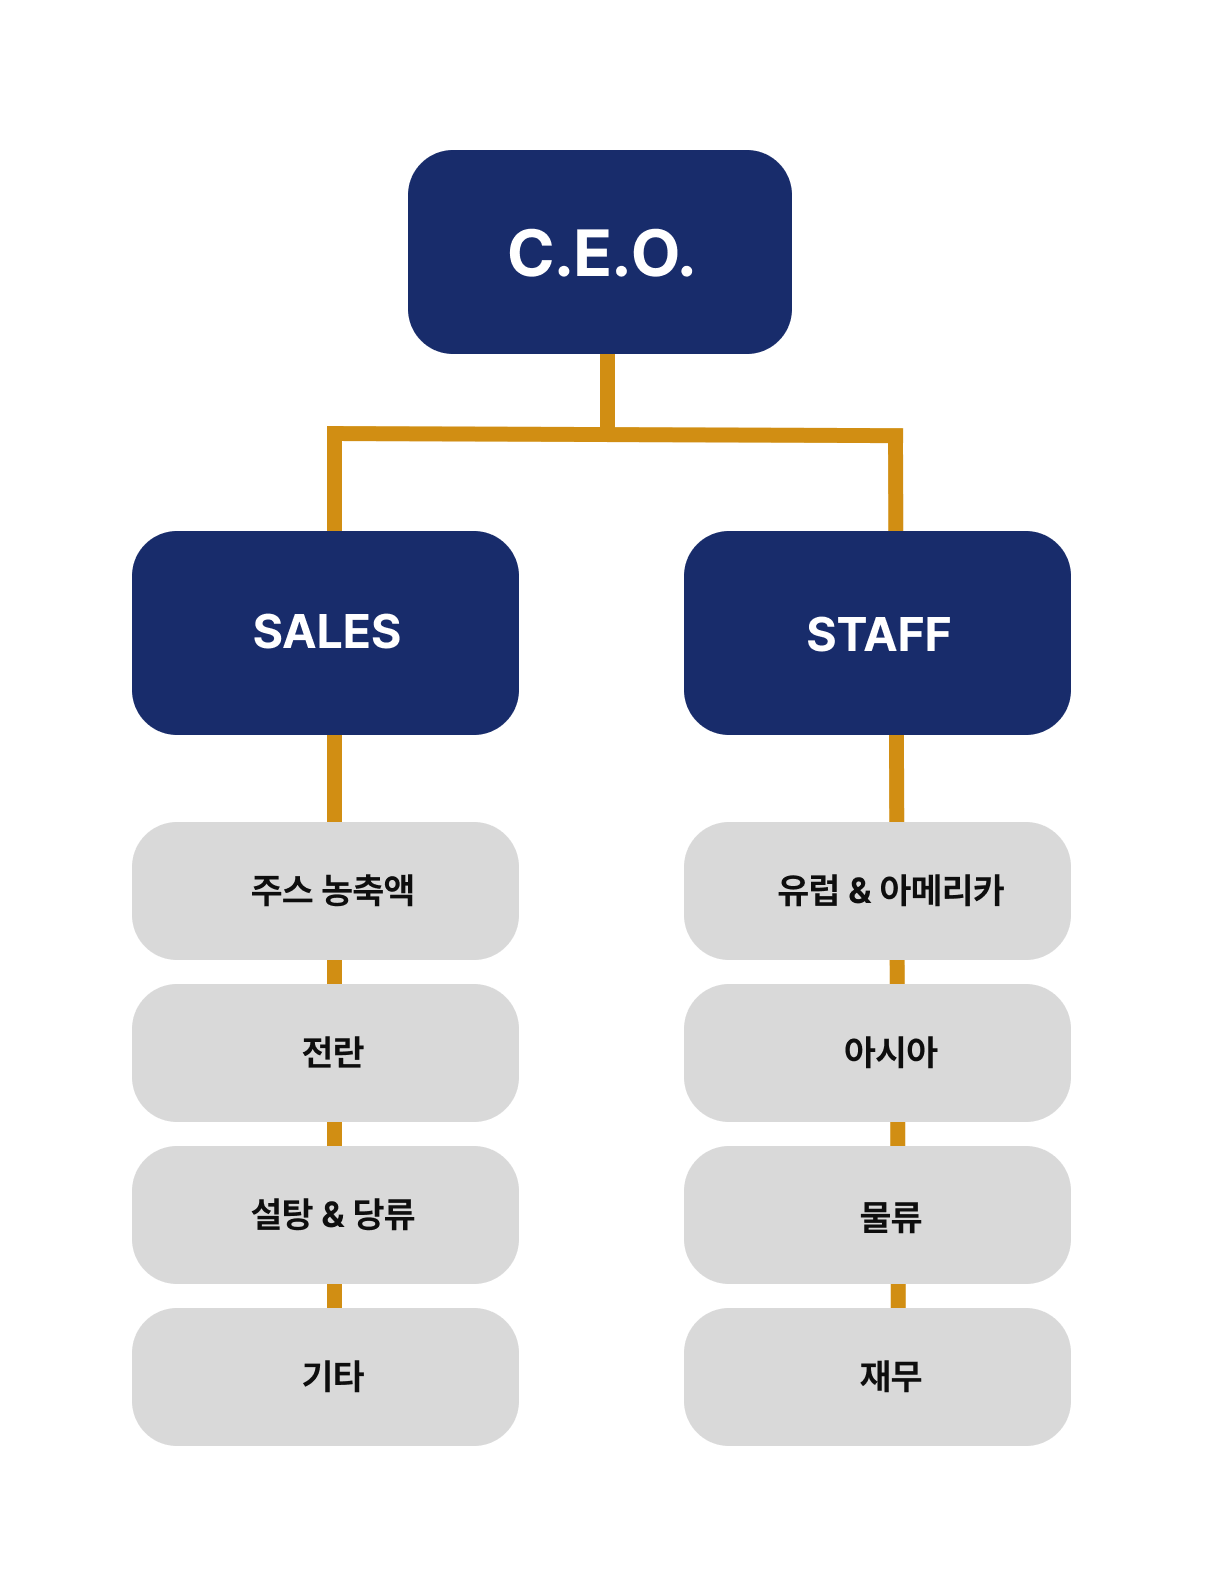 C.E.O.
SALES
STAFF
주스 농축액
유럽 & 아메리카
전란
아시아
설탕 & 당류
물류
기타
재무